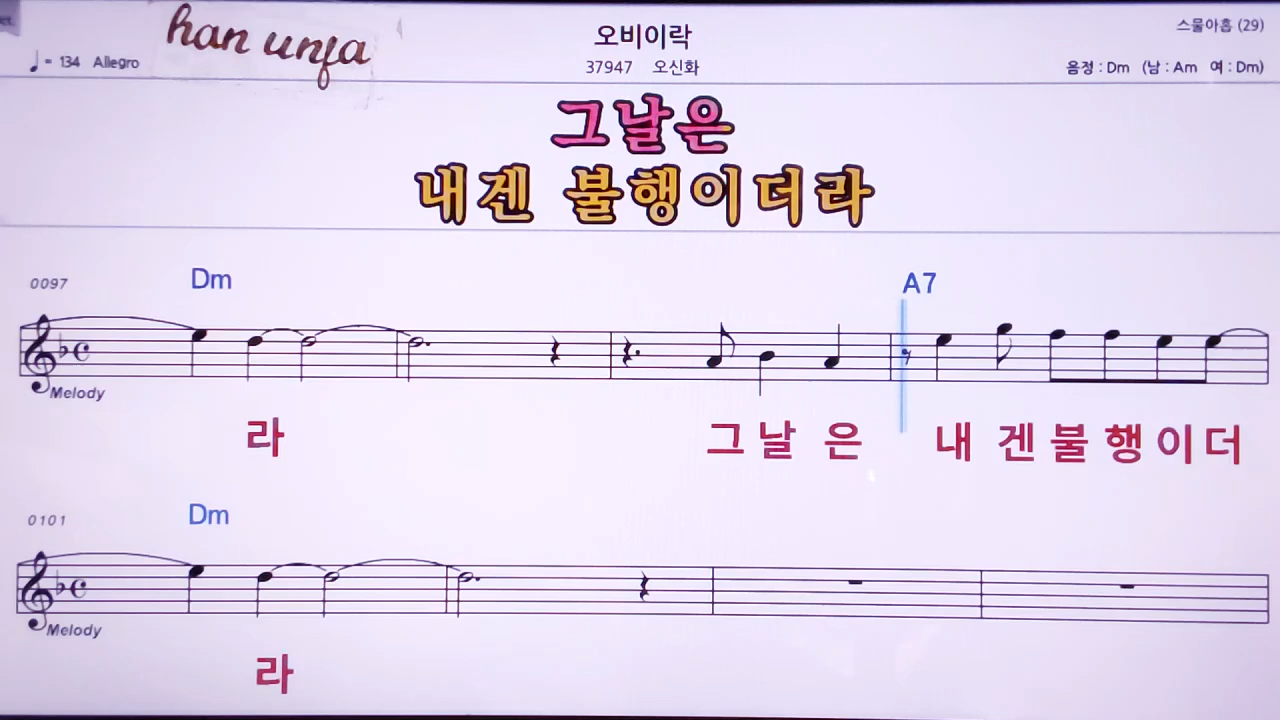 han unja
오비이락
스물아홉 (29)
♩= 134 Allegro
37947 오신화
음정 : Dm (남 : Am 여 : Dm)
그날은
내겐 불행이더라
0097
Dm
A7
Melody
라 그 날 은 내 겐 불 행 이 더
0101
Dm
Melody
라